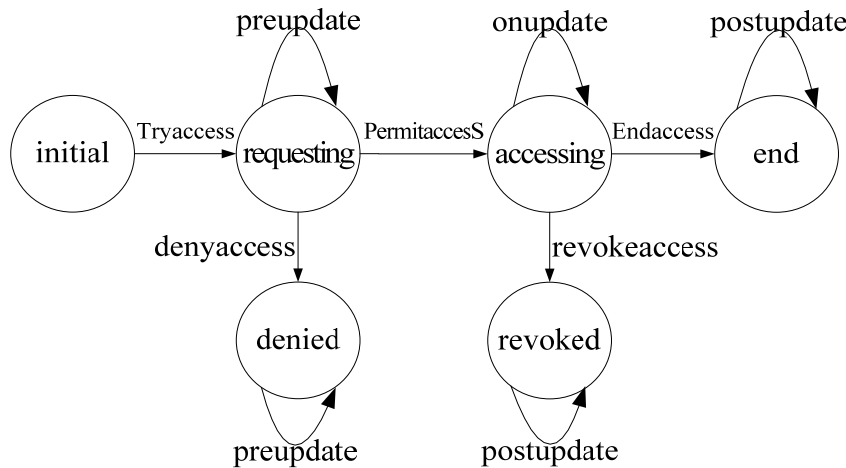 preupdate
onupdate
postupdate
initial
Tryaccess
requesting
PermitaccesS
accessing
Endaccess
end
denyaccess
revokeaccess
denied
revoked
preupdate
postupdate